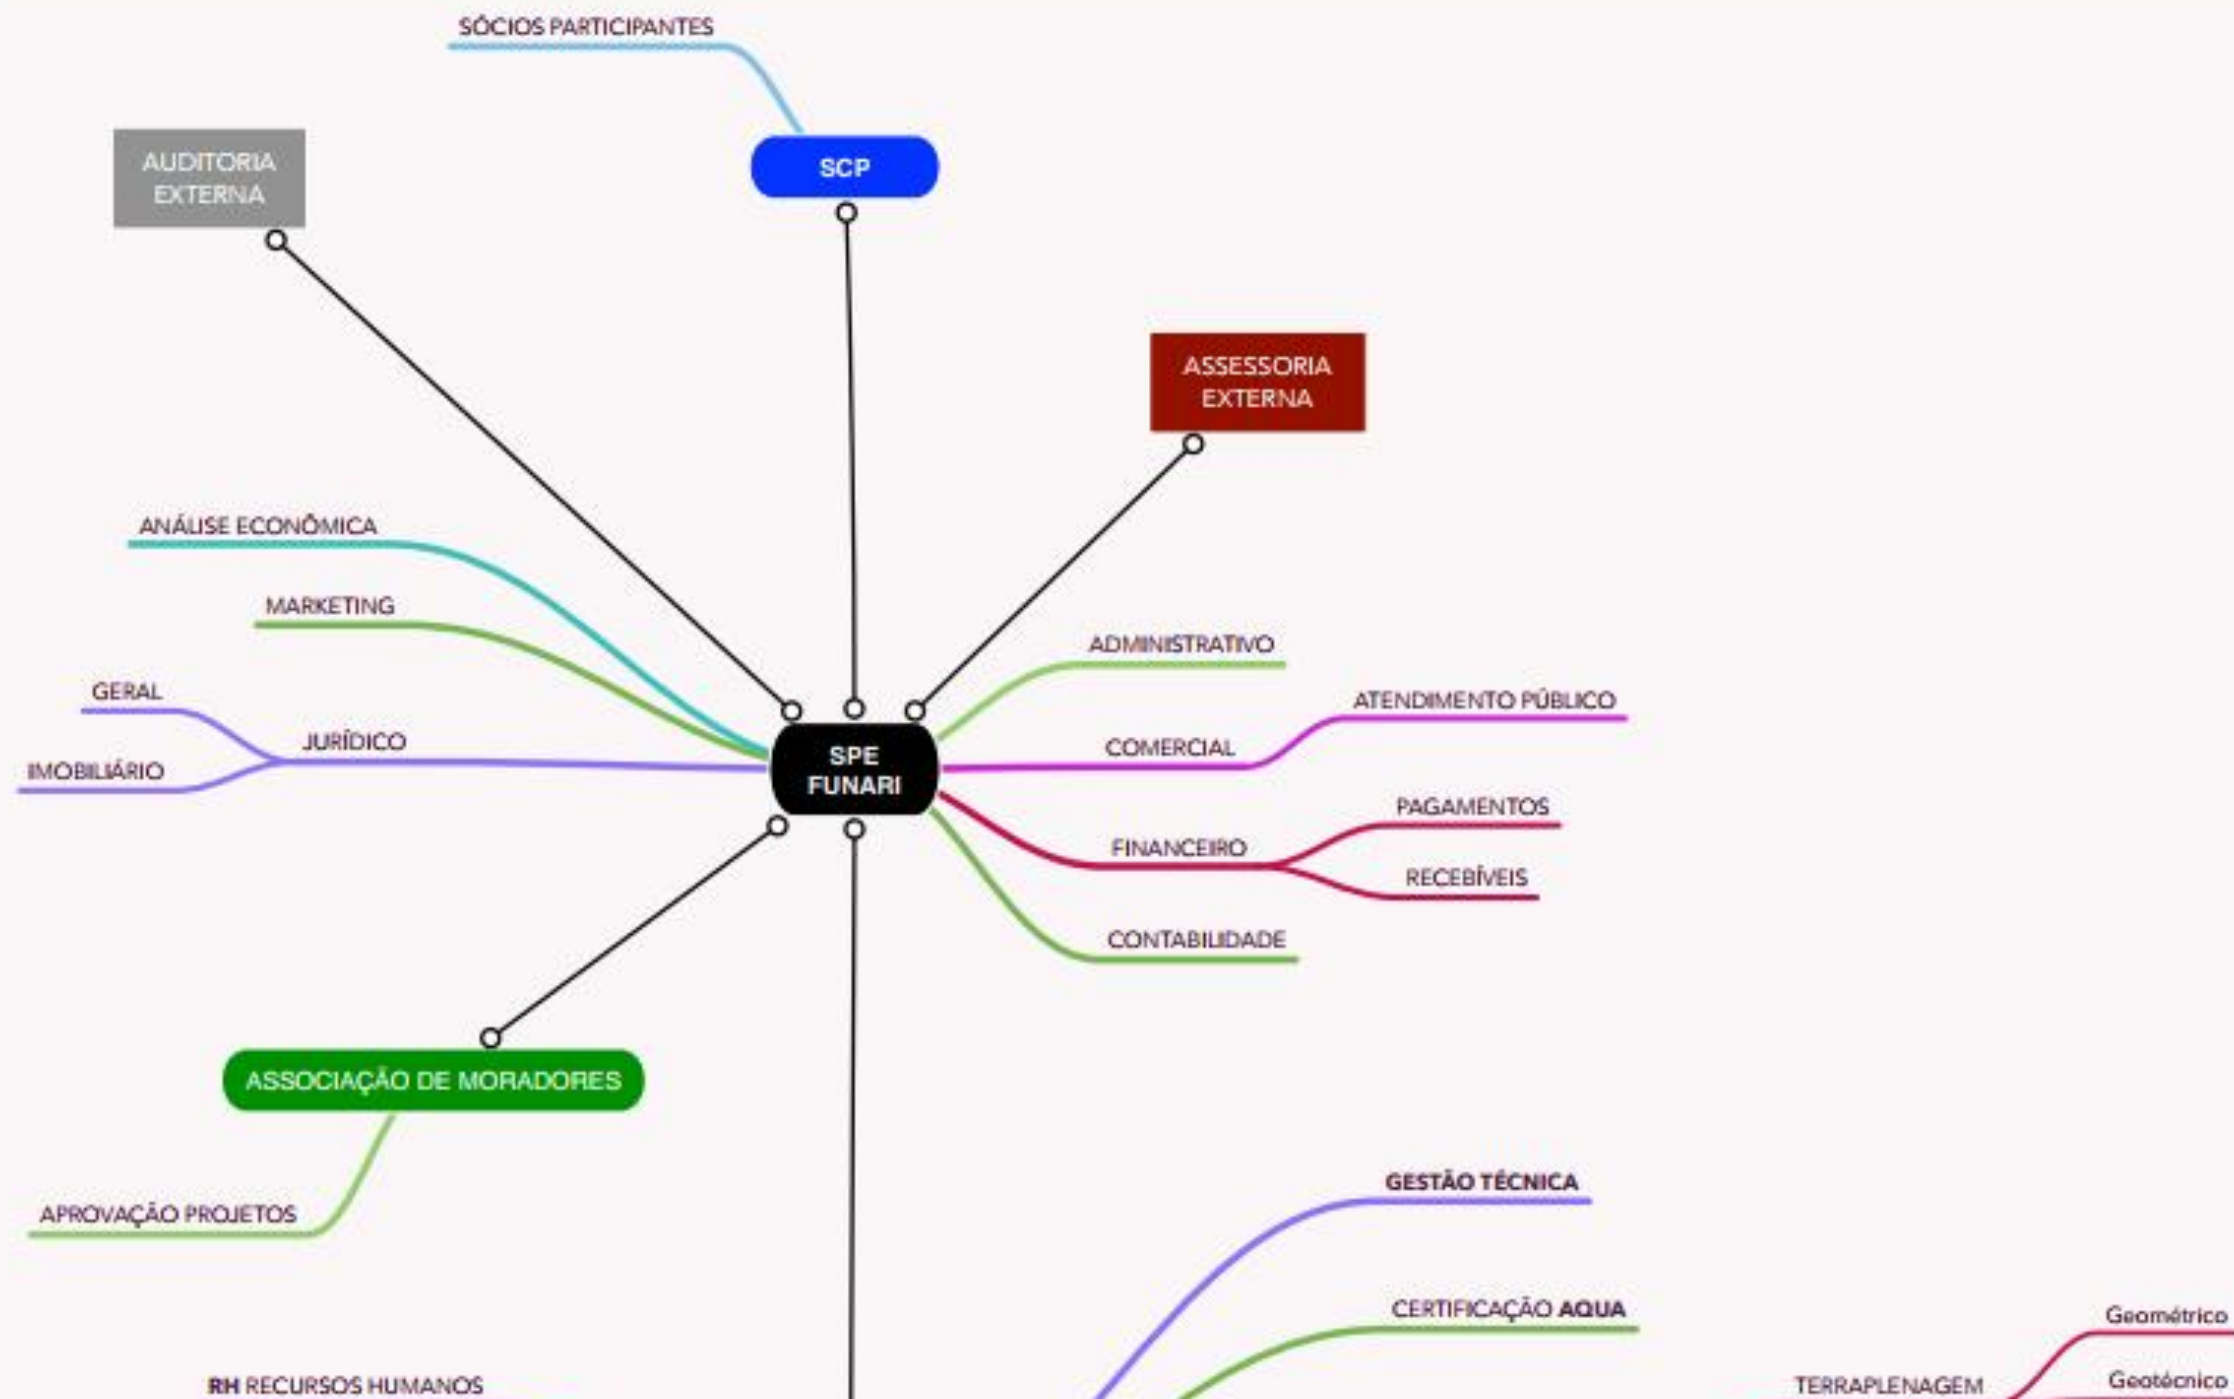 SÓCIOS PARTICIPANTES
AUDITORIA
EXTERNA
SCP
ASSESSORIA
EXTERNA
ANÁLISE ECONÔMICA
MARKETING
GERAL
JURÍDICO
IMOBILIÁRIO
SPE
FUNARI
ADMINISTRATIVO
ATENDIMENTO PÚBLICO
COMERCIAL
PAGAMENTOS
FINANCEIRO
RECEBÍVEIS
CONTABILIDADE
ASSOCIAÇÃO DE MORADORES
APROVAÇÃO PROJETOS
GESTÃO TÉCNICA
CERTIFICAÇÃO AQUA
Geométrico
RH RECURSOS HUMANOS
TERRAPLENAGEM
Geotécnico